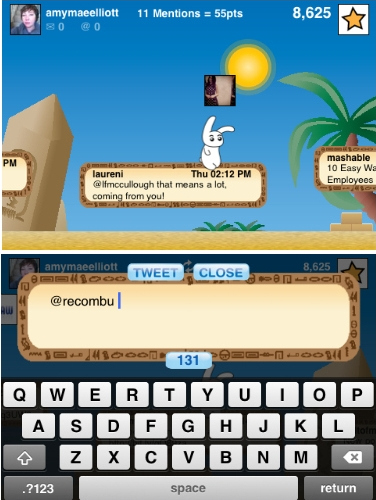 amymaeelliott 11 Mentions = 55pts 8,625
0 @ 0
PM
laureni Thu 02:12 PM
@lfmccullough that means a lot,
coming from you!
mashable
10 Easy Wa
Employees
amymaeelliott TWEET CLOSE 8,625
@recombu
131
Q W E R T Y U I O P
A S D F G H J K L
Z X C V B N M
.?123 space return